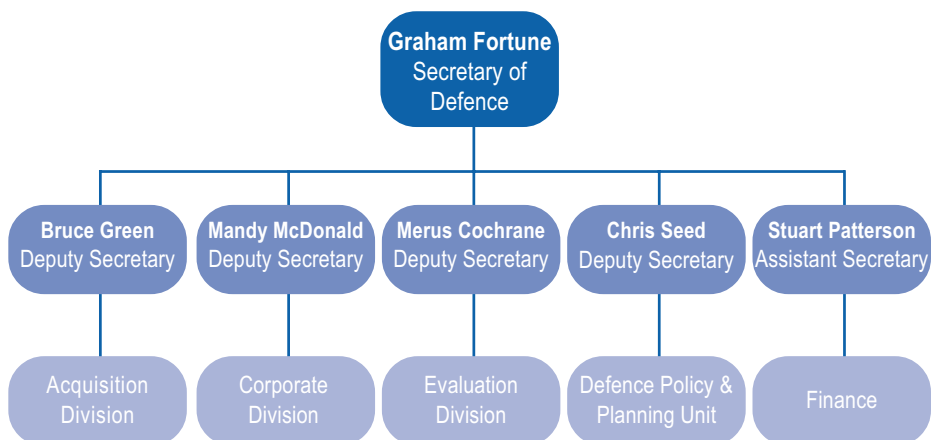 Graham Fortune
Secretary of
Defence
Bruce Green
Deputy Secretary
Mandy McDonald
Deputy Secretary
Merus Cochrane
Deputy Secretary
Chris Seed
Deputy Secretary
Stuart Patterson
Assistant Secretary
Acquisition
Division
Corporate
Division
Evaluation
Division
Defence Policy &
Planning Unit
Finance